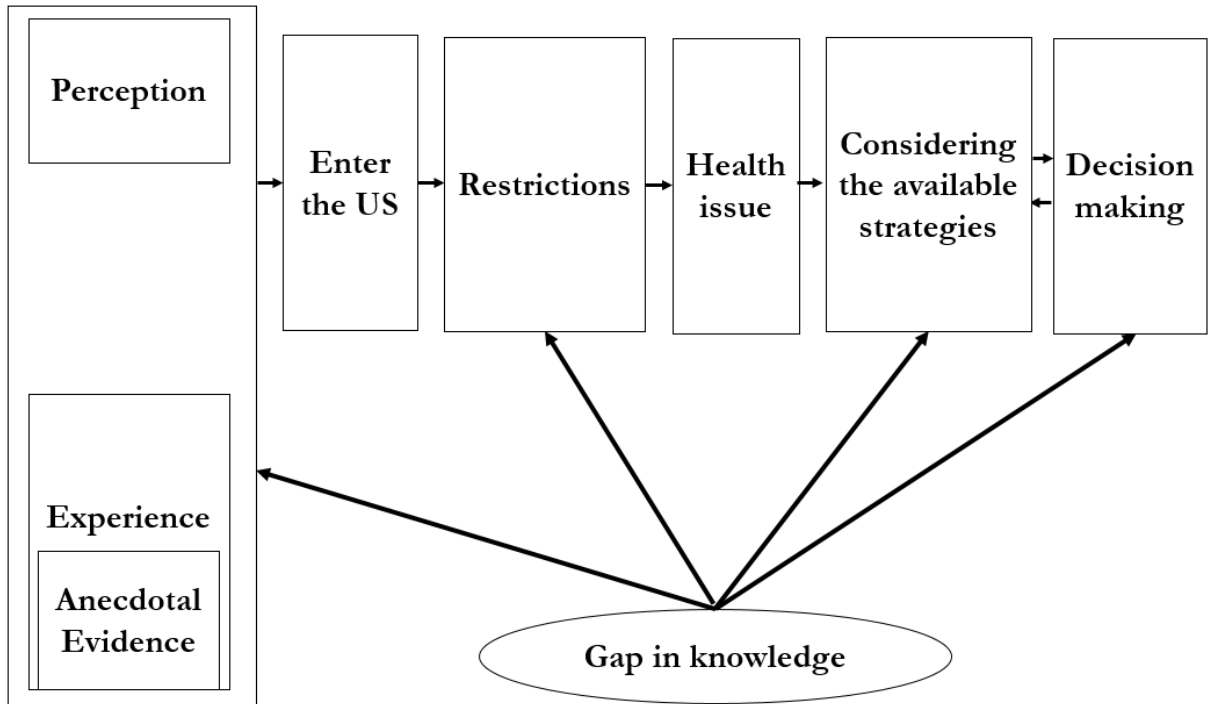 Perception
Enter
the US
Restrictions
Health
issue
Considering
the available
strategies
Decision
making
Experience
Anecdotal
Evidence
Gap in knowledge